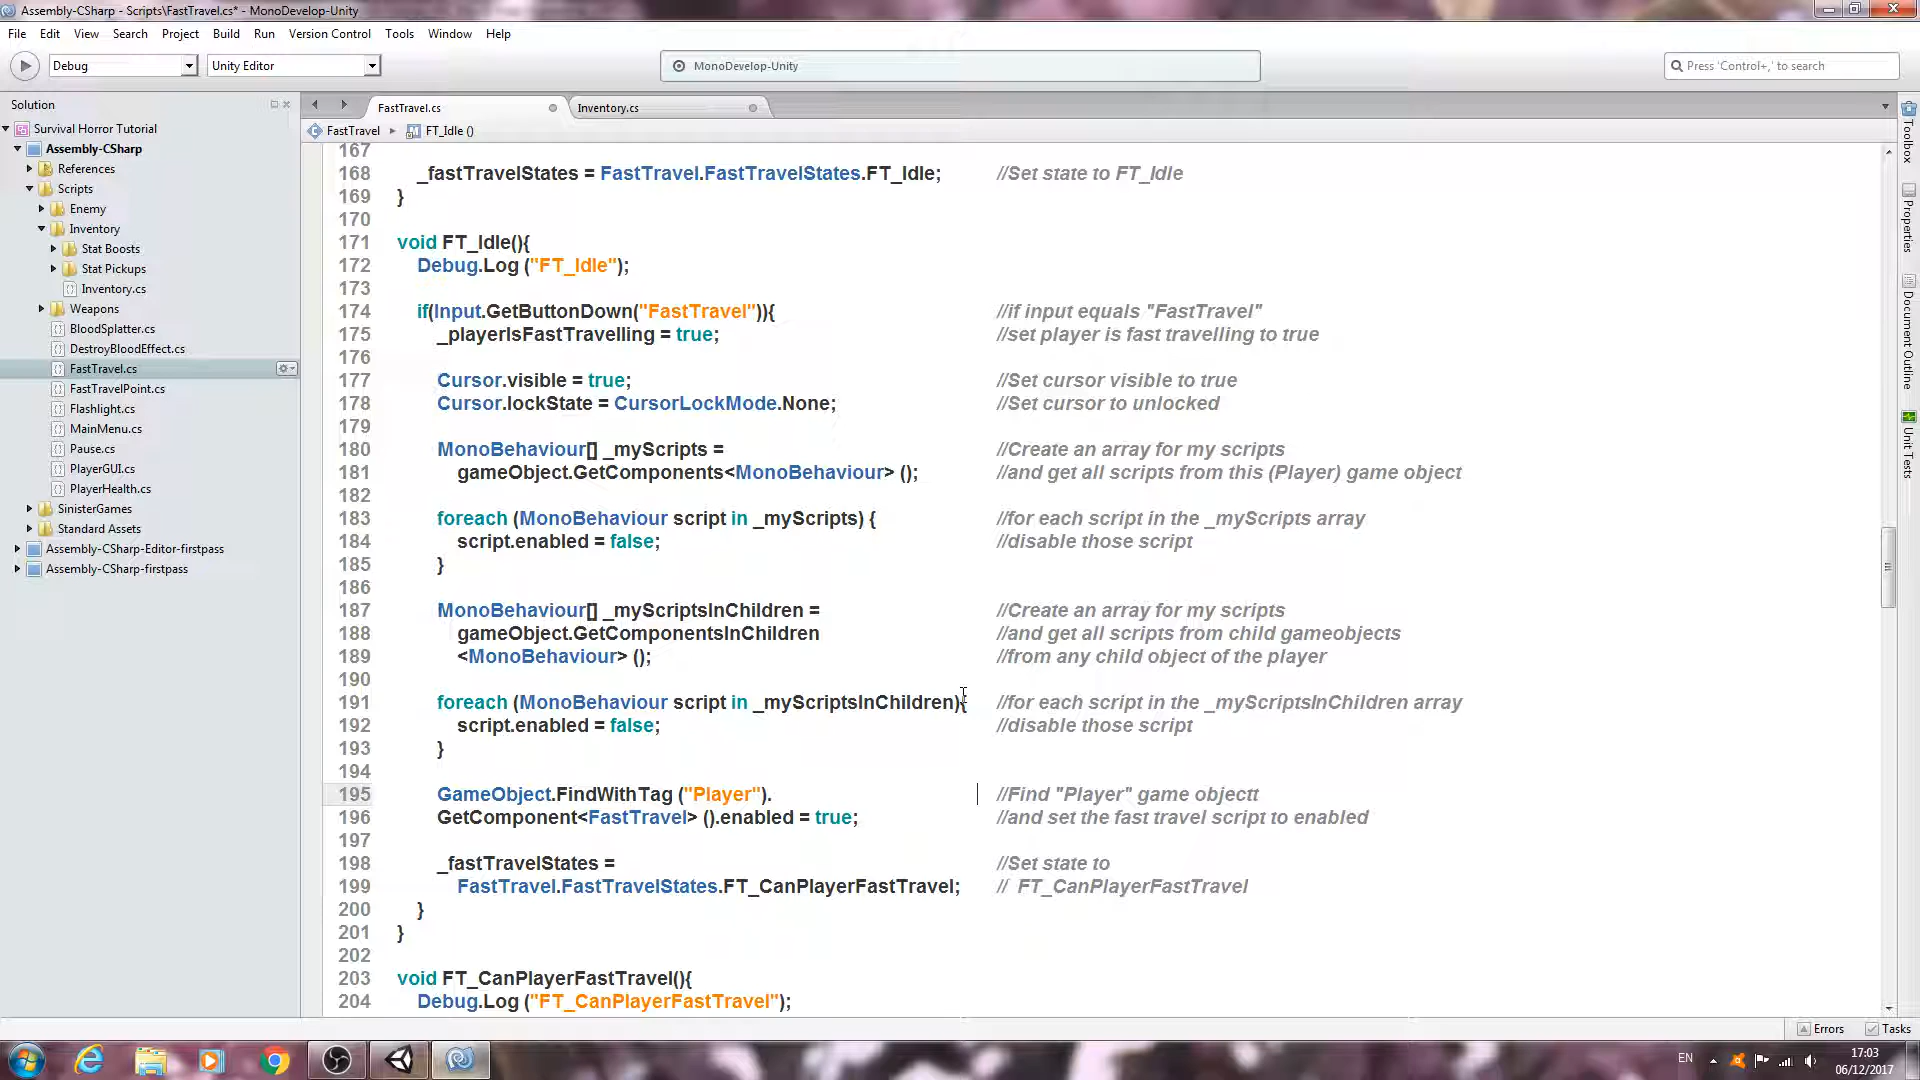 Assembly-CSharp - Scripts\FastTravel.cs* - MonoDevelop-Unity
File Edit View Search Project Build Run Version Control Tools Window Help
Debug Unity Editor MonoDevelop-Unity Press 'Control+,' to search
Solution
Survival Horror Tutorial
Assembly-CSharp
References
Scripts
Enemy
Inventory
Stat Boosts
Stat Pickups
Inventory.cs
Weapons
BloodSplatter.cs
DestroyBloodEffect.cs
FastTravel.cs
FastTravelPoint.cs
Flashlight.cs
MainMenu.cs
Pause.cs
PlayerGUI.cs
PlayerHealth.cs
SinisterGames
Standard Assets
Assembly-CSharp-Editor-firstpass
Assembly-CSharp-firstpass
FastTravel.cs Inventory.cs
FastTravel FT_Idle ()
167
168 _fastTravelStates = FastTravel.FastTravelStates.FT_Idle; //Set state to FT_Idle
169 }
170
171 void FT_Idle(){
172 Debug.Log ("FT_Idle");
173
174 if(Input.GetButtonDown("FastTravel")){ //if input equals "FastTravel"
175 _playerIsFastTravelling = true; //set player is fast travelling to true
176
177 Cursor.visible = true; //Set cursor visible to true
178 Cursor.lockState = CursorLockMode.None; //Set cursor to unlocked
179
180 MonoBehaviour[] _myScripts = //Create an array for my scripts
181 gameObject.GetComponents<MonoBehaviour> (); //and get all scripts from this (Player) game object
182
183 foreach (MonoBehaviour script in _myScripts) { //for each script in the _myScripts array
184 script.enabled = false; //disable those script
185 }
186
187 MonoBehaviour[] _myScriptsInChildren = //Create an array for my scripts
188 gameObject.GetComponentsInChildren //and get all scripts from child gameobjects
189 <MonoBehaviour> (); //from any child object of the player
190
191 foreach (MonoBehaviour script in _myScriptsInChildren){ //for each script in the _myScriptsInChildren array
192 script.enabled = false; //disable those script
193 }
194
195 GameObject.FindWithTag ("Player"). //Find "Player" game objectt
196 GetComponent<FastTravel> ().enabled = true; //and set the fast travel script to enabled
197
198 _fastTravelStates = //Set state to
199 FastTravel.FastTravelStates.FT_CanPlayerFastTravel; // FT_CanPlayerFastTravel
200 }
201 }
202
203 void FT_CanPlayerFastTravel(){
204 Debug.Log ("FT_CanPlayerFastTravel");
Toolbox
Properties
Document Outline
Unit Tests
Errors Tasks
EN 17:03
06/12/2017